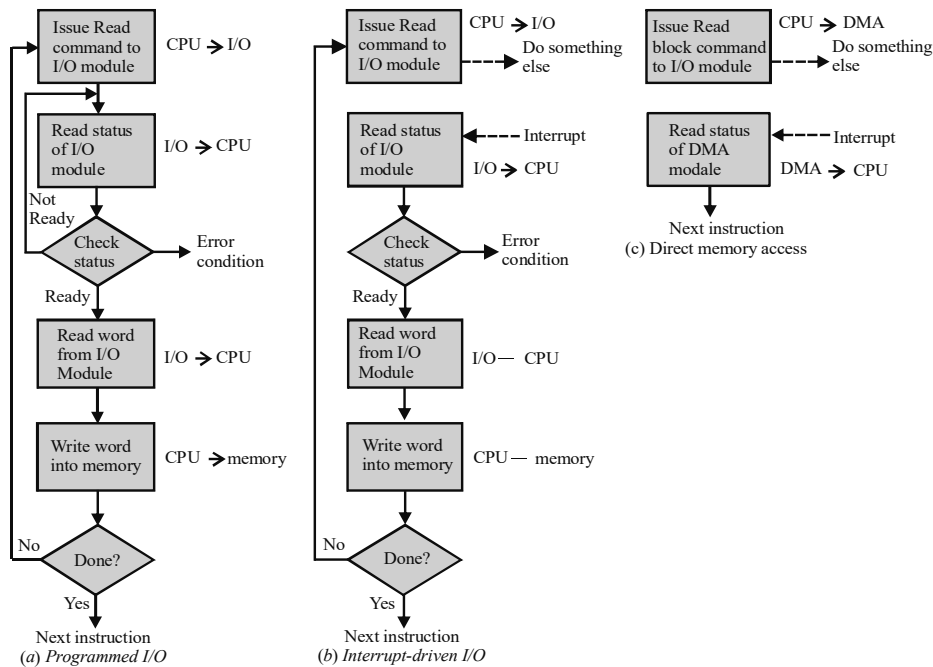 Issue Read
command to
I/O module
CPU → I/O
Read status
of I/O
module
I/O → CPU
Not
Ready
Check
status
Error
condition
Ready
Read word
from I/O
Module
I/O → CPU
Write word
into memory
CPU → memory
No
Done?
Yes
Next instruction
(a) Programmed I/O
Issue Read
command to
I/O module
CPU → I/O
Do something
else
Read status
of I/O
module
Interrupt
I/O → CPU
Check
status
Error
condition
Ready
Read word
from I/O
Module
I/O — CPU
Write word
into memory
CPU — memory
No
Done?
Yes
Next instruction
(b) Interrupt-driven I/O
Issue Read
block command
to I/O module
CPU → DMA
Do something
else
Read status
of DMA
modale
Interrupt
DMA → CPU
Next instruction
(c) Direct memory access